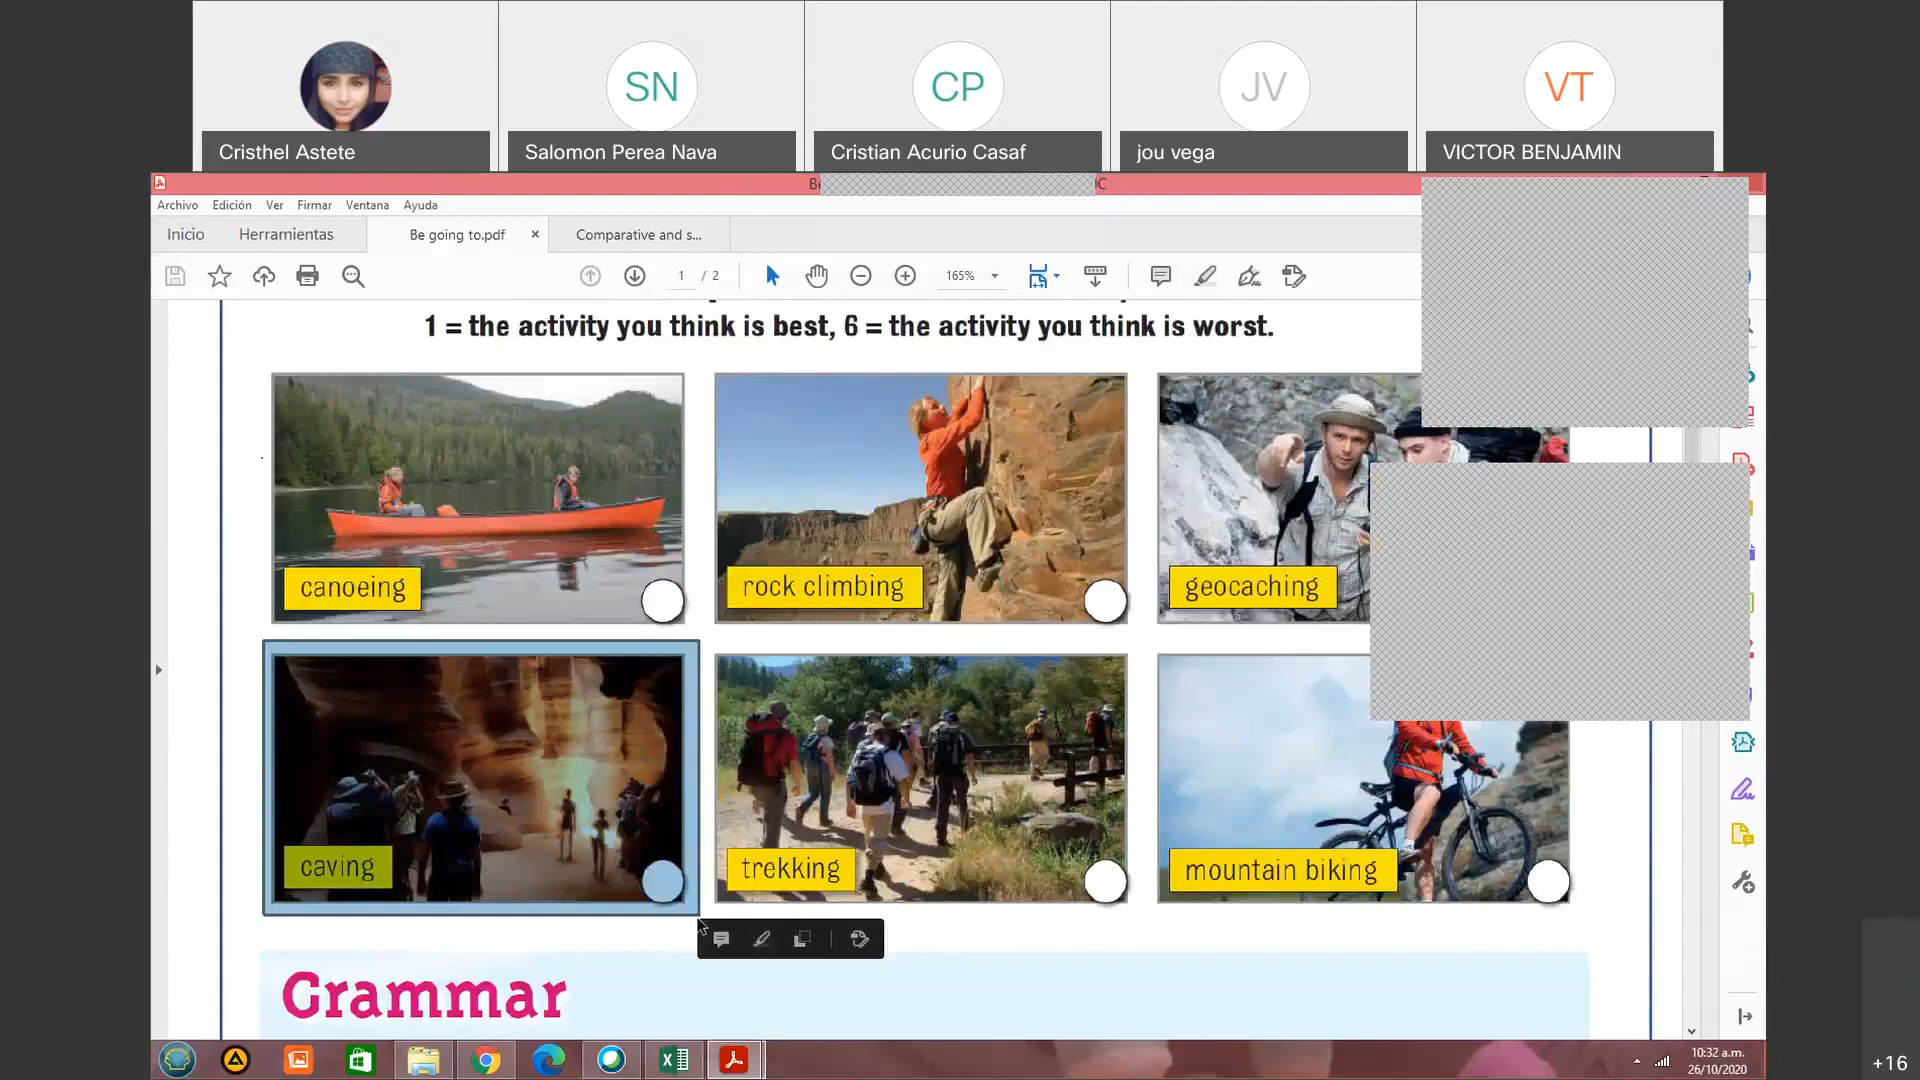 SN
CP
JV
VT
Cristhel Astete
Salomon Perea Nava
Cristian Acurio Casaf
jou vega
VICTOR BENJAMIN
Archivo Edición Ver Firmar Ventana Ayuda
Inicio Herramientas Be going to.pdf × Comparative and s...
1 / 2 165%
1 = the activity you think is best, 6 = the activity you think is worst.
canoeing
rock climbing
geocaching
caving
trekking
mountain biking
Grammar
10:32 a.m.
26/10/2020
+16